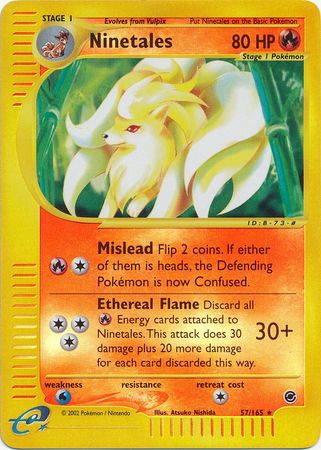 STAGE 1
Evolves from Vulpix
Put Ninetales on the Basic Pokémon
Ninetales
80 HP
Stage 1 Pokémon
ID:B-73-#
Mislead Flip 2 coins. If either
of them is heads, the Defending
Pokémon is now Confused.
Ethereal Flame Discard all
Energy cards attached to
Ninetales. This attack does 30
damage plus 20 more damage
for each card discarded this way.
30+
weakness
resistance
retreat cost
e
© 2002 Pokémon / Nintendo
Illus. Atsuko Nishida
57/165 ★